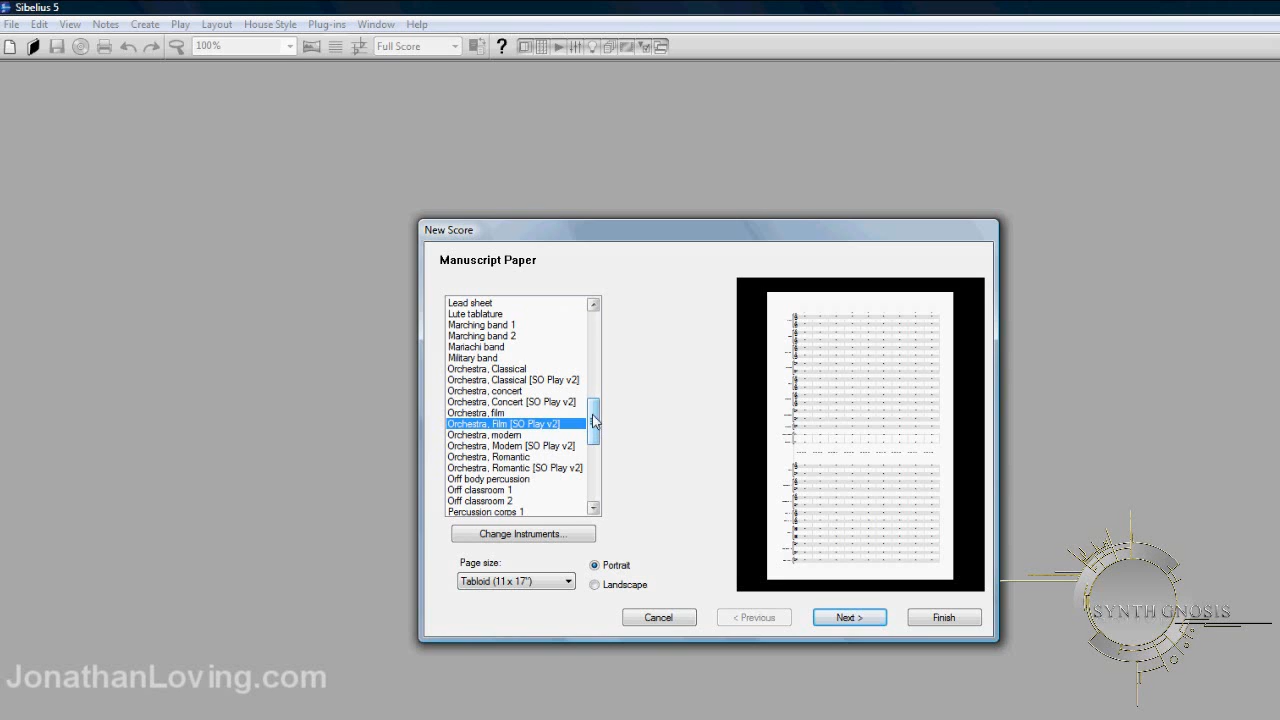 Sibelius 5
File Edit View Notes Create Play Layout House Style Plug-ins Window Help
100% Full Score ?
New Score
Manuscript Paper
Lead sheet
Lute tablature
Marching band 1
Marching band 2
Mariachi band
Military band
Orchestra, Classical
Orchestra, Classical [SO Play v2]
Orchestra, concert
Orchestra, Concert [SO Play v2]
Orchestra, film
Orchestra, Film [SO Play v2]
Orchestra, modern
Orchestra, Modern [SO Play v2]
Orchestra, Romantic
Orchestra, Romantic [SO Play v2]
Orff body percussion
Orff classroom 1
Orff classroom 2
Percussion corps 1
Change Instruments...
Page size:
Tabloid (11 x 17")
Portrait
Landscape
Cancel < Previous Next > Finish
SYNTH GNOSIS
JonathanLoving.com